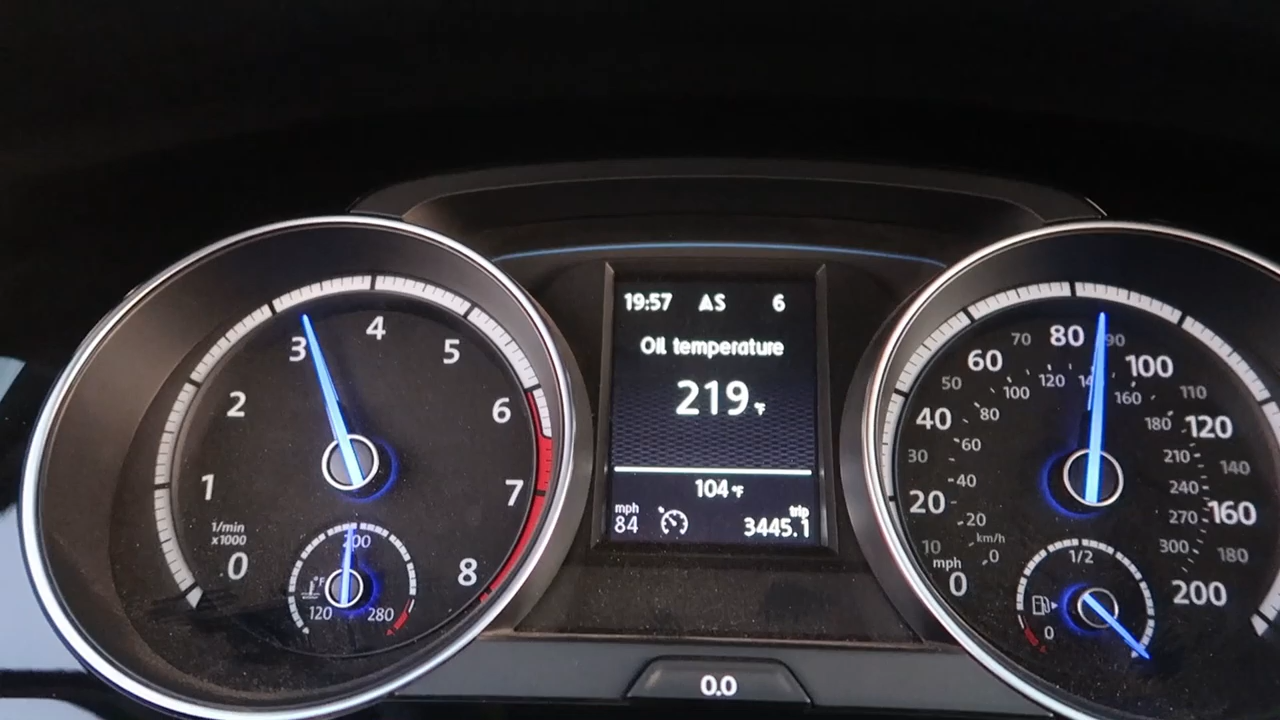 19:57 AS 6
Oil temperature
219 °F
104 °F
mph
84
trip
3445.1
0.0
0 1 2 3 4 5 6 7 8
1/min
x1000
120 200 280
°F
0 10 20 30 40 50 60 70 80 90 100 110 120 140 160 180 200
mph
km/h
0 20 40 60 80 100 120 160 180 210 240 270 300
0 1/2